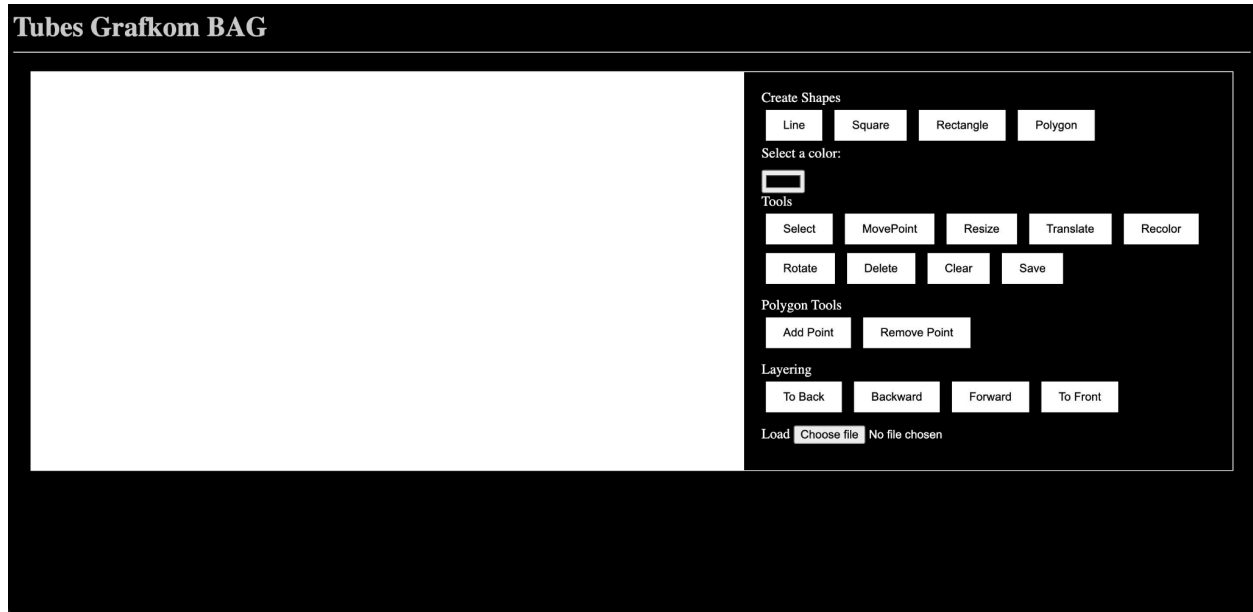 Tubes Grafkom BAG
Create Shapes
Line Square Rectangle Polygon
Select a color:
Tools
Select MovePoint Resize Translate Recolor
Rotate Delete Clear Save
Polygon Tools
Add Point Remove Point
Layering
To Back Backward Forward To Front
Load Choose file No file chosen